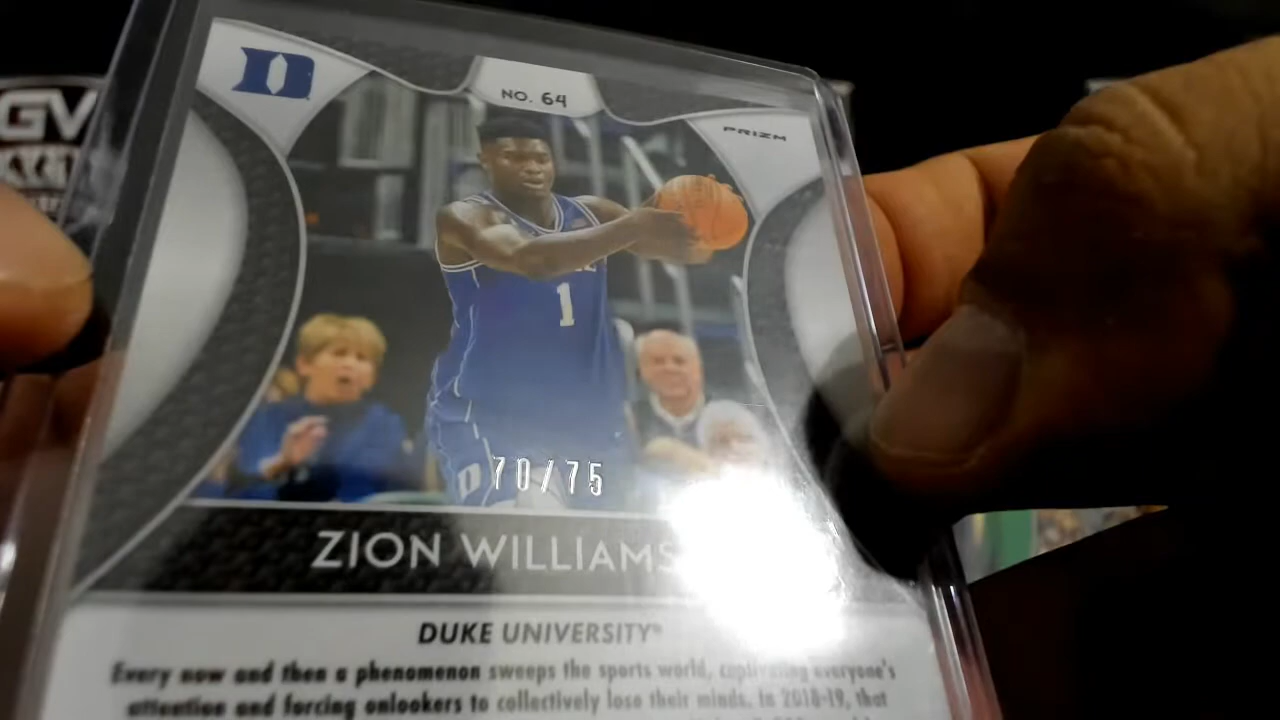 GV
D
NO. 64
PRIZM
1
D
70/75
ZION WILLIAMS
DUKE UNIVERSITY
Every now and then a phenomenon sweeps the sports world, captivating everyone's
attention and forcing onlookers to collectively lose their minds. In 2018-19, that